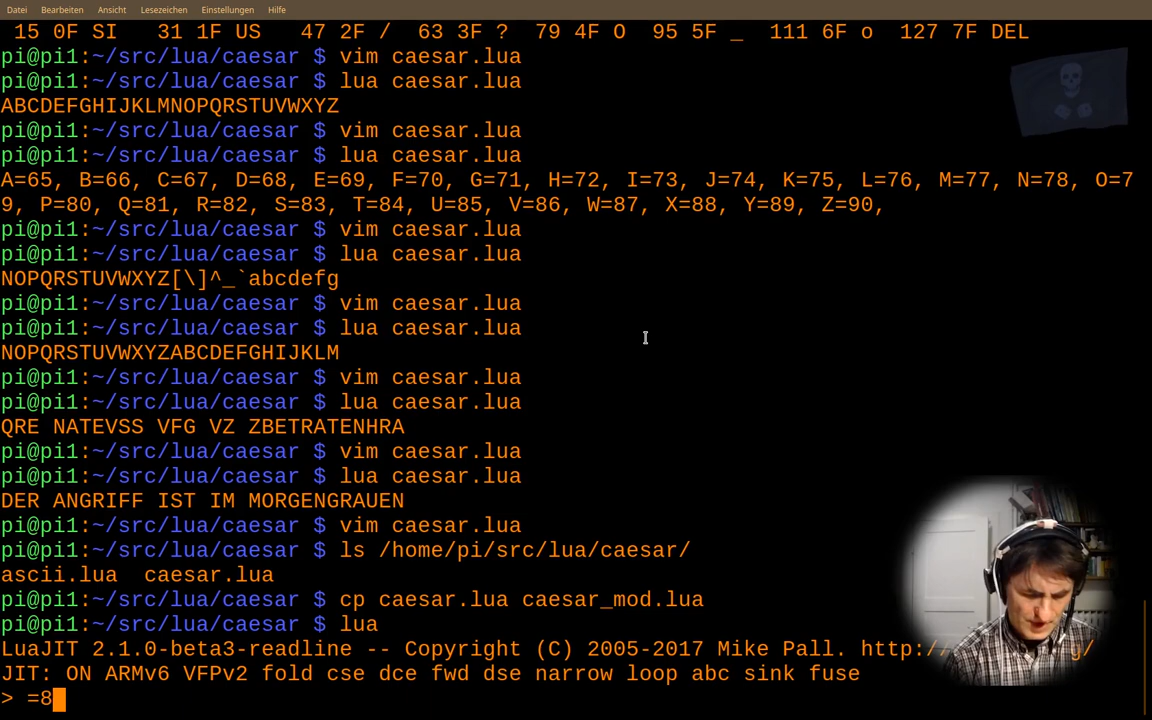 Datei Bearbeiten Ansicht Lesezeichen Einstellungen Hilfe
15 0F SI 31 1F US 47 2F / 63 3F ? 79 4F O 95 5F _ 111 6F o 127 7F DEL
pi@pi1:~/src/lua/caesar $ vim caesar.lua
pi@pi1:~/src/lua/caesar $ lua caesar.lua
ABCDEFGHIJKLMNOPQRSTUVWXYZ
pi@pi1:~/src/lua/caesar $ vim caesar.lua
pi@pi1:~/src/lua/caesar $ lua caesar.lua
A=65, B=66, C=67, D=68, E=69, F=70, G=71, H=72, I=73, J=74, K=75, L=76, M=77, N=78, O=7
9, P=80, Q=81, R=82, S=83, T=84, U=85, V=86, W=87, X=88, Y=89, Z=90,
pi@pi1:~/src/lua/caesar $ vim caesar.lua
pi@pi1:~/src/lua/caesar $ lua caesar.lua
NOPQRSTUVWXYZ[\]^_`abcdefg
pi@pi1:~/src/lua/caesar $ vim caesar.lua
pi@pi1:~/src/lua/caesar $ lua caesar.lua
NOPQRSTUVWXYZABCDEFGHIJKLM
pi@pi1:~/src/lua/caesar $ vim caesar.lua
pi@pi1:~/src/lua/caesar $ lua caesar.lua
QRE NATEVSS VFG VZ ZBETRATENHRA
pi@pi1:~/src/lua/caesar $ vim caesar.lua
pi@pi1:~/src/lua/caesar $ lua caesar.lua
DER ANGRIFF IST IM MORGENGRAUEN
pi@pi1:~/src/lua/caesar $ vim caesar.lua
pi@pi1:~/src/lua/caesar $ ls /home/pi/src/lua/caesar/
ascii.lua caesar.lua
pi@pi1:~/src/lua/caesar $ cp caesar.lua caesar_mod.lua
pi@pi1:~/src/lua/caesar $ lua
LuaJIT 2.1.0-beta3-readline -- Copyright (C) 2005-2017 Mike Pall. http:/
JIT: ON ARMv6 VFPv2 fold cse dce fwd dse narrow loop abc sink fuse
> =8